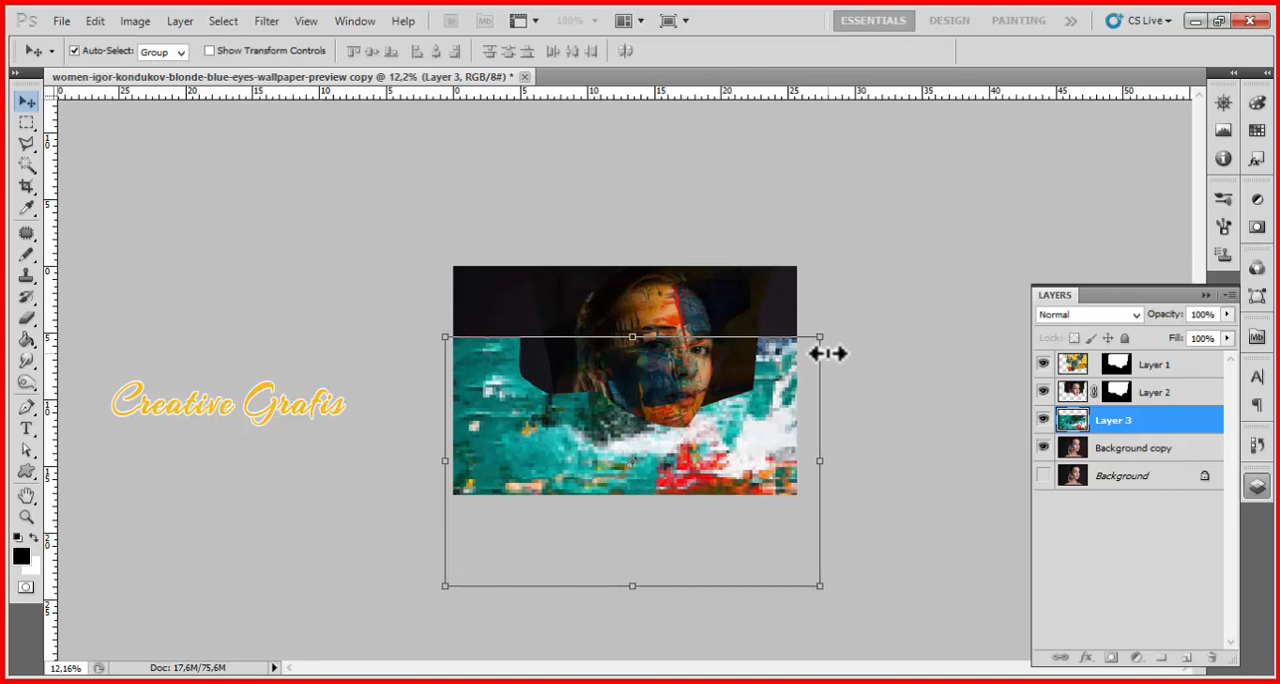 Ps File Edit Image Layer Select Filter View Window Help Br Mb 100% ESSENTIALS DESIGN PAINTING CS Live
Auto-Select: Group Show Transform Controls
women-igor-kondukov-blonde-blue-eyes-wallpaper-preview copy @ 12,2% (Layer 3, RGB/8#) *
Creative Grafis
LAYERS
Normal Opacity: 100%
Lock: Fill: 100%
Layer 1
Layer 2
Layer 3
Background copy
Background
12,16% Doc: 17,6M/75,6M